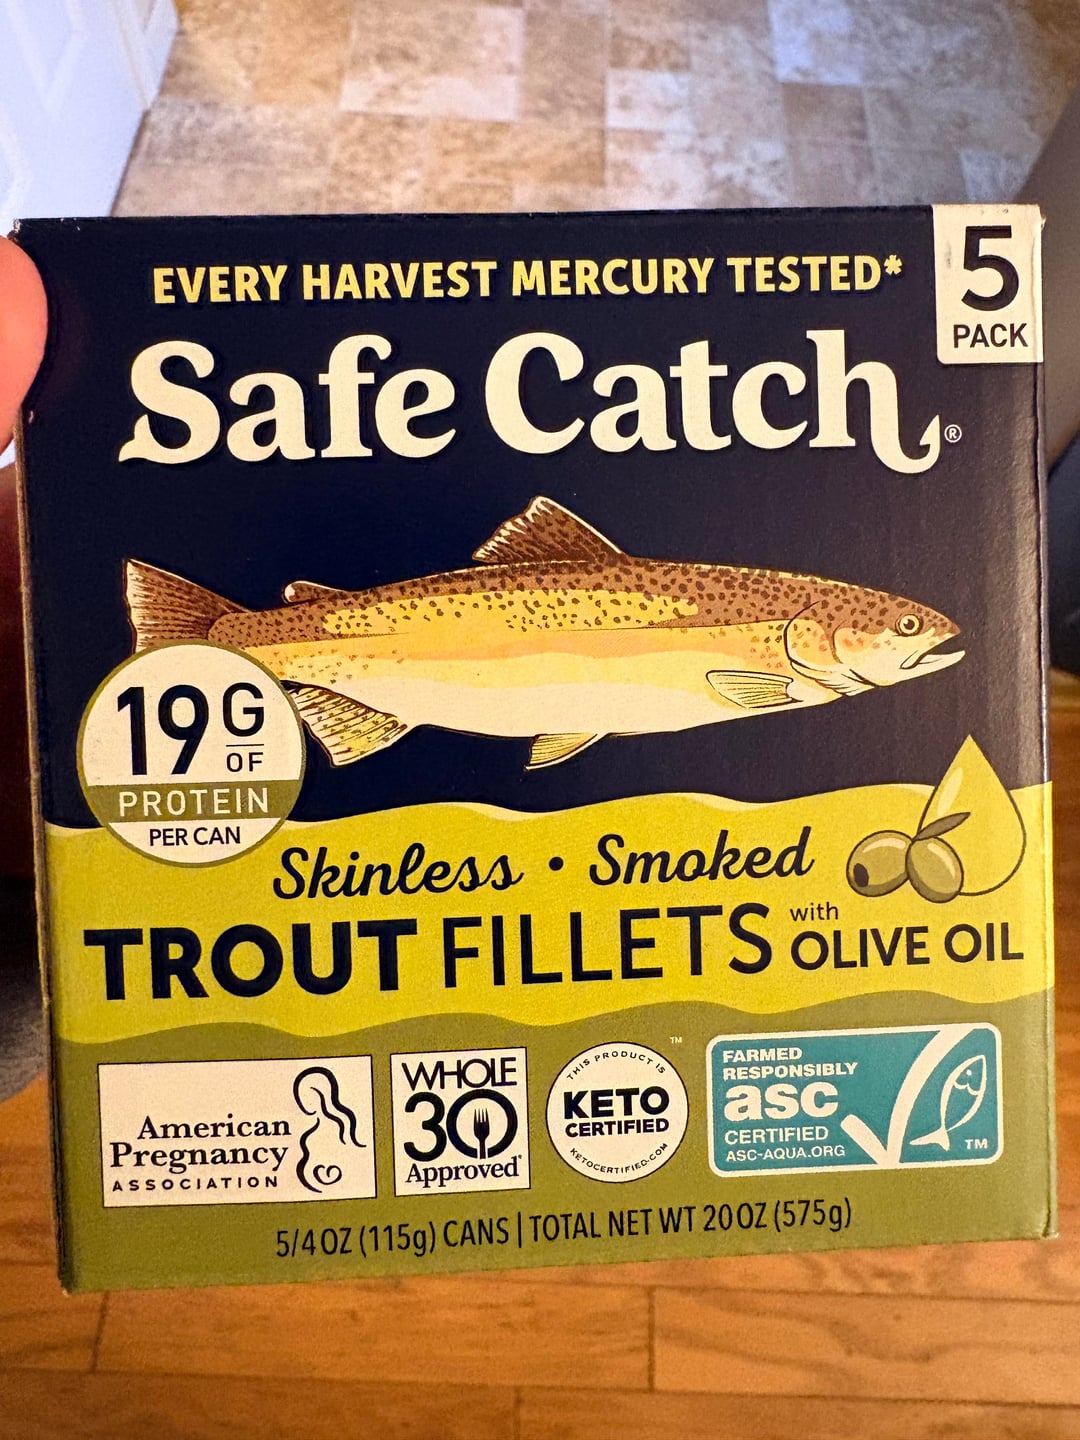 EVERY HARVEST MERCURY TESTED*
5
PACK
Safe Catch®
19G
OF
PROTEIN
PER CAN
Skinless • Smoked
TROUT FILLETS with OLIVE OIL
American
Pregnancy
ASSOCIATION
WHOLE
30
Approved®
THIS PRODUCT IS
KETO
CERTIFIED
KETOCERTIFIED.COM
TM
FARMED
RESPONSIBLY
asc
CERTIFIED
ASC-AQUA.ORG
TM
5/4 OZ (115g) CANS | TOTAL NET WT 20 OZ (575g)